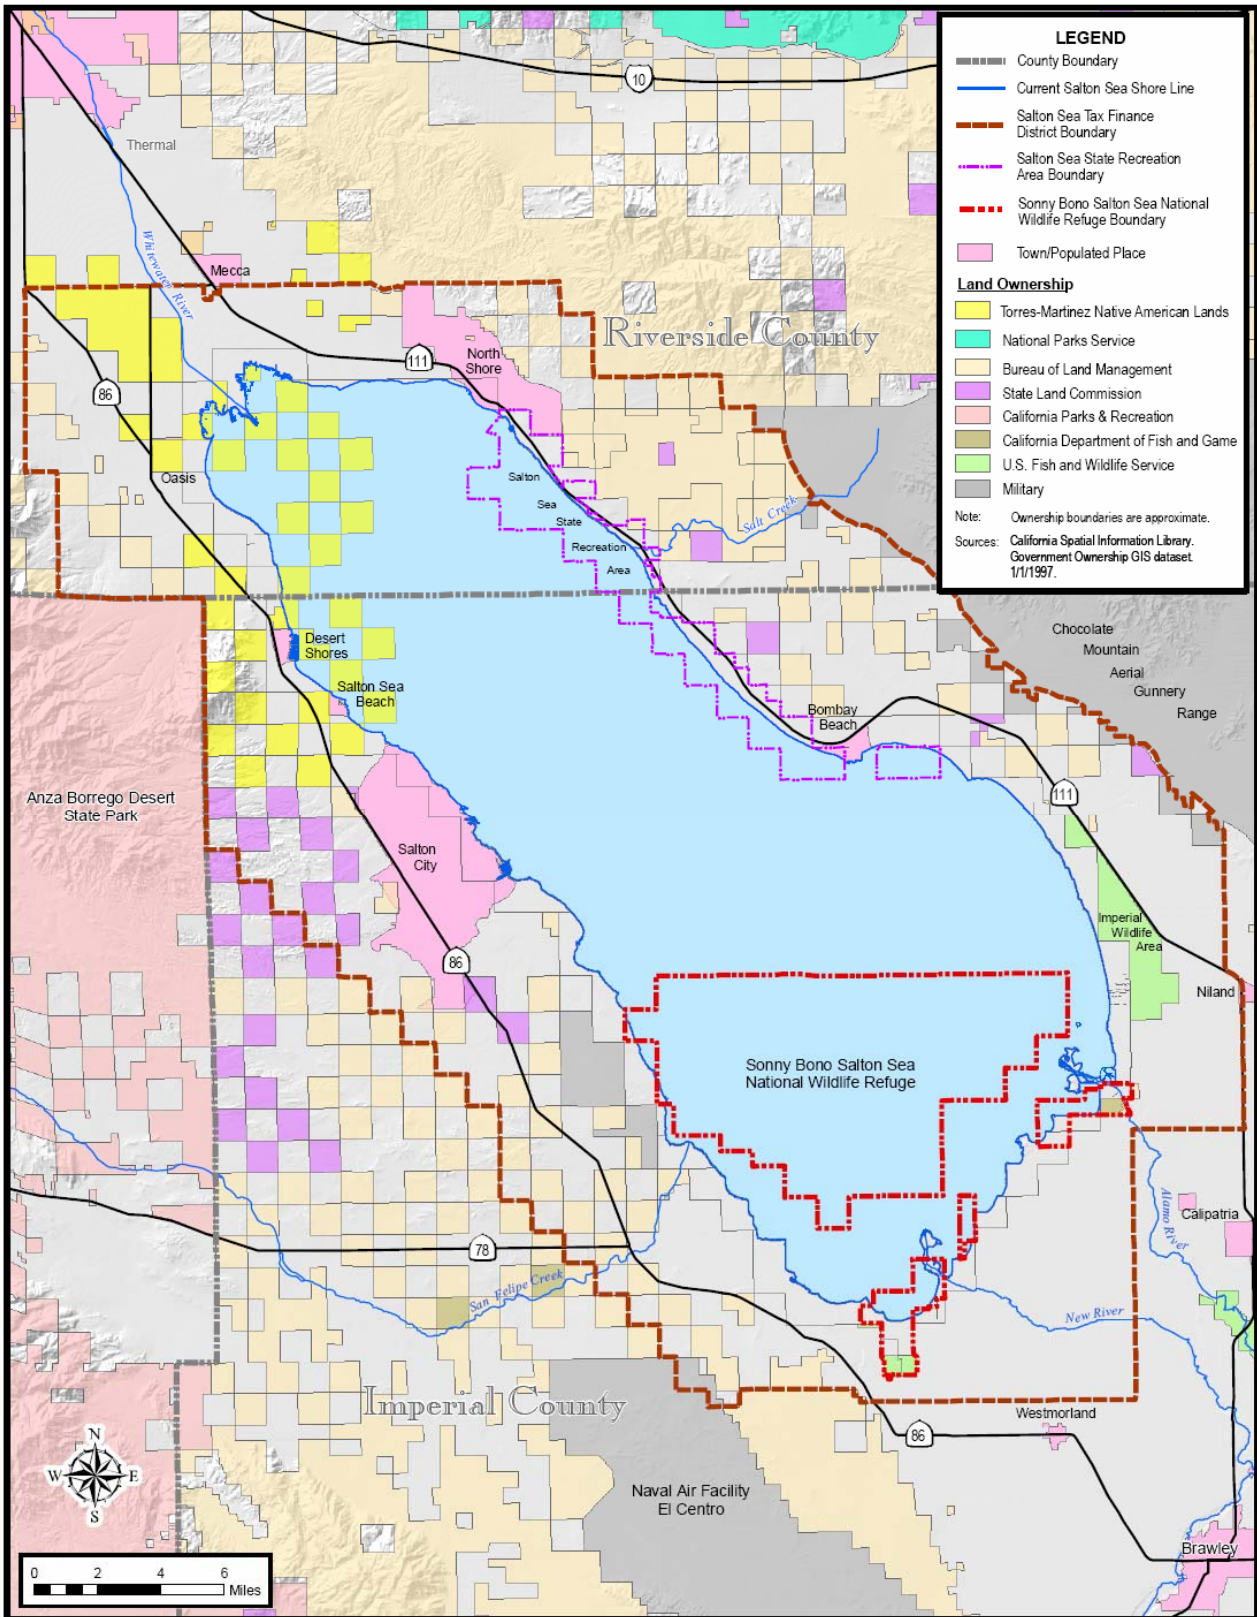 LEGEND
County Boundary
Current Salton Sea Shore Line
Salton Sea Tax Finance
District Boundary
Salton Sea State Recreation
Area Boundary
Sonny Bono Salton Sea National
Wildlife Refuge Boundary
Town/Populated Place
Land Ownership
Torres-Martinez Native American Lands
National Parks Service
Bureau of Land Management
State Land Commission
California Parks & Recreation
California Department of Fish and Game
U.S. Fish and Wildlife Service
Military
Note: Ownership boundaries are approximate.
Sources: California Spatial Information Library.
Government Ownership GIS dataset.
1/1/1997.
10
Thermal
Whitewater River
Mecca
Riverside County
111
North
Shore
86
Oasis
Salton
Sea
State
Recreation
Area
Salt Creek
Desert
Shores
Salton Sea
Beach
Chocolate
Mountain
Aerial
Gunnery
Range
Bombay
Beach
111
Anza Borrego Desert
State Park
Salton
City
Imperial
Wildlife
Area
86
Niland
Sonny Bono Salton Sea
National Wildlife Refuge
Alamo River
Calipatria
78
San Felipe Creek
New River
Imperial County
Westmorland
86
Naval Air Facility
El Centro
Brawley
N
W E
S
0 2 4 6
Miles